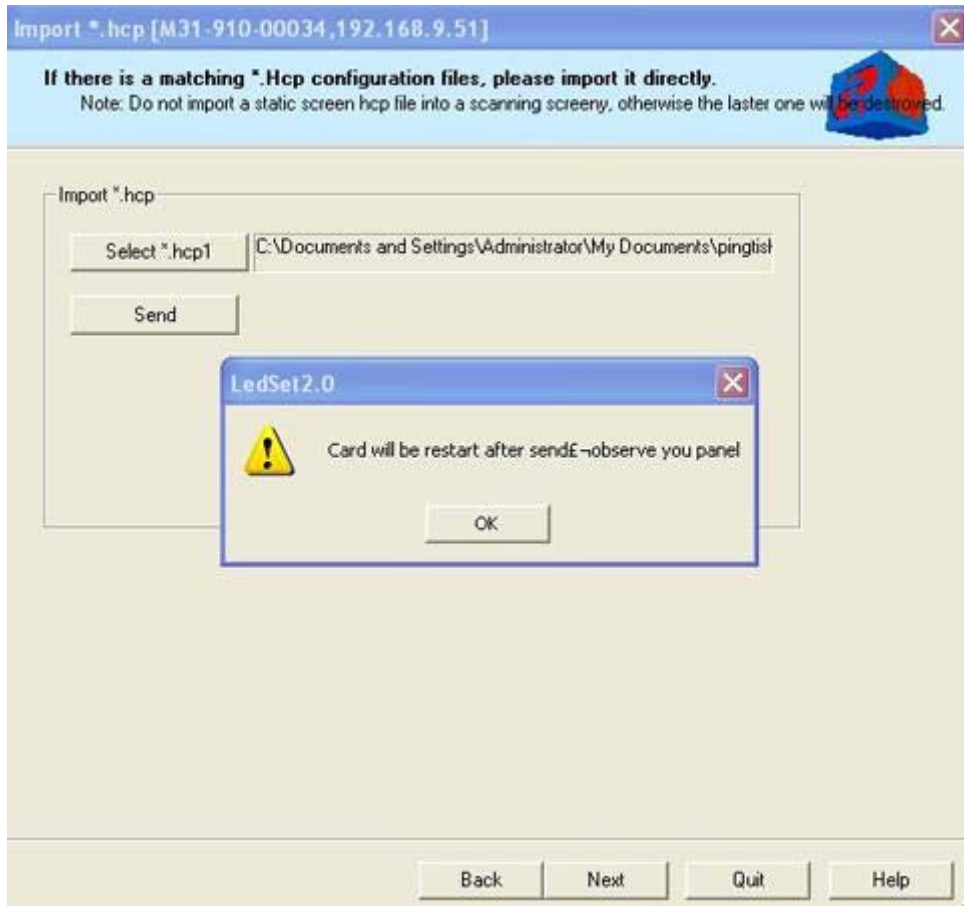 Import *.hcp [M31-910-00034,192.168.9.51]
If there is a matching *.Hcp configuration files, please import it directly.
Note: Do not import a static screen hcp file into a scanning screeny, otherwise the laster one will be destroyed.
Import *.hcp
Select *.hcp1
C:\Documents and Settings\Administrator\My Documents\pingtish
Send
LedSet2.0
Card will be restart after send£¬observe you panel
OK
Back
Next
Quit
Help